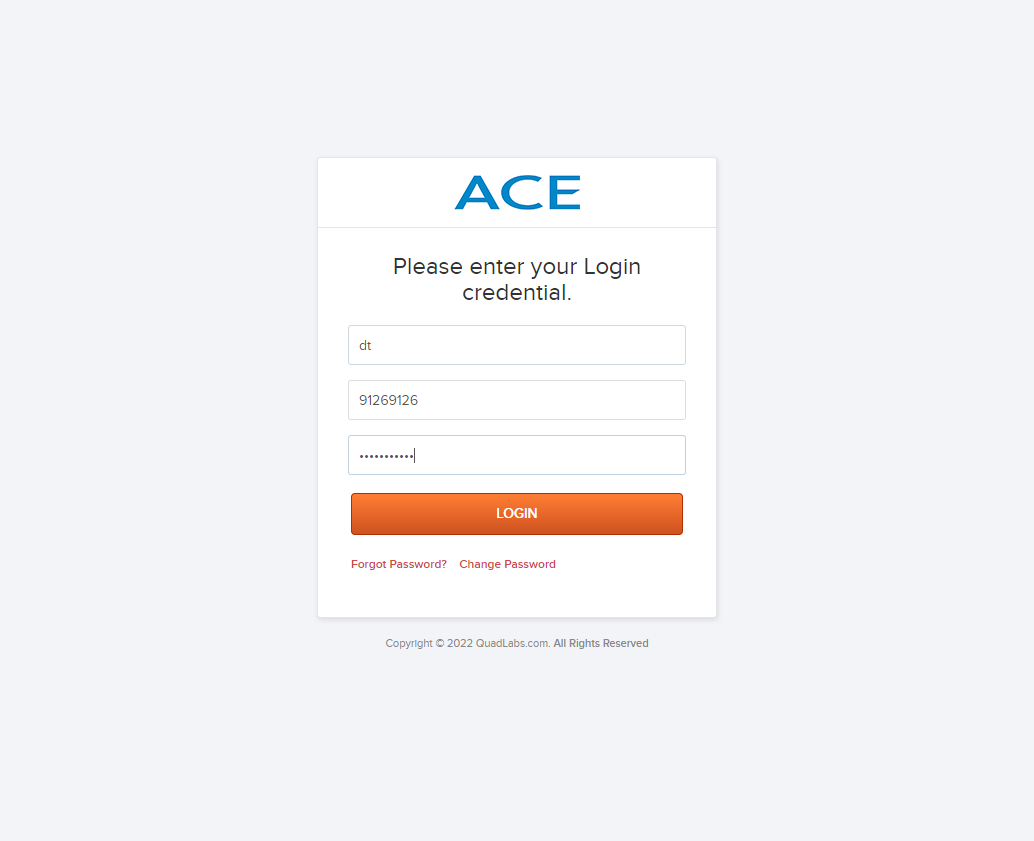 ACE
Please enter your Login
credential.
dt
91269126
•••••••••••
LOGIN
Forgot Password? Change Password
Copyright © 2022 QuadLabs.com. All Rights Reserved